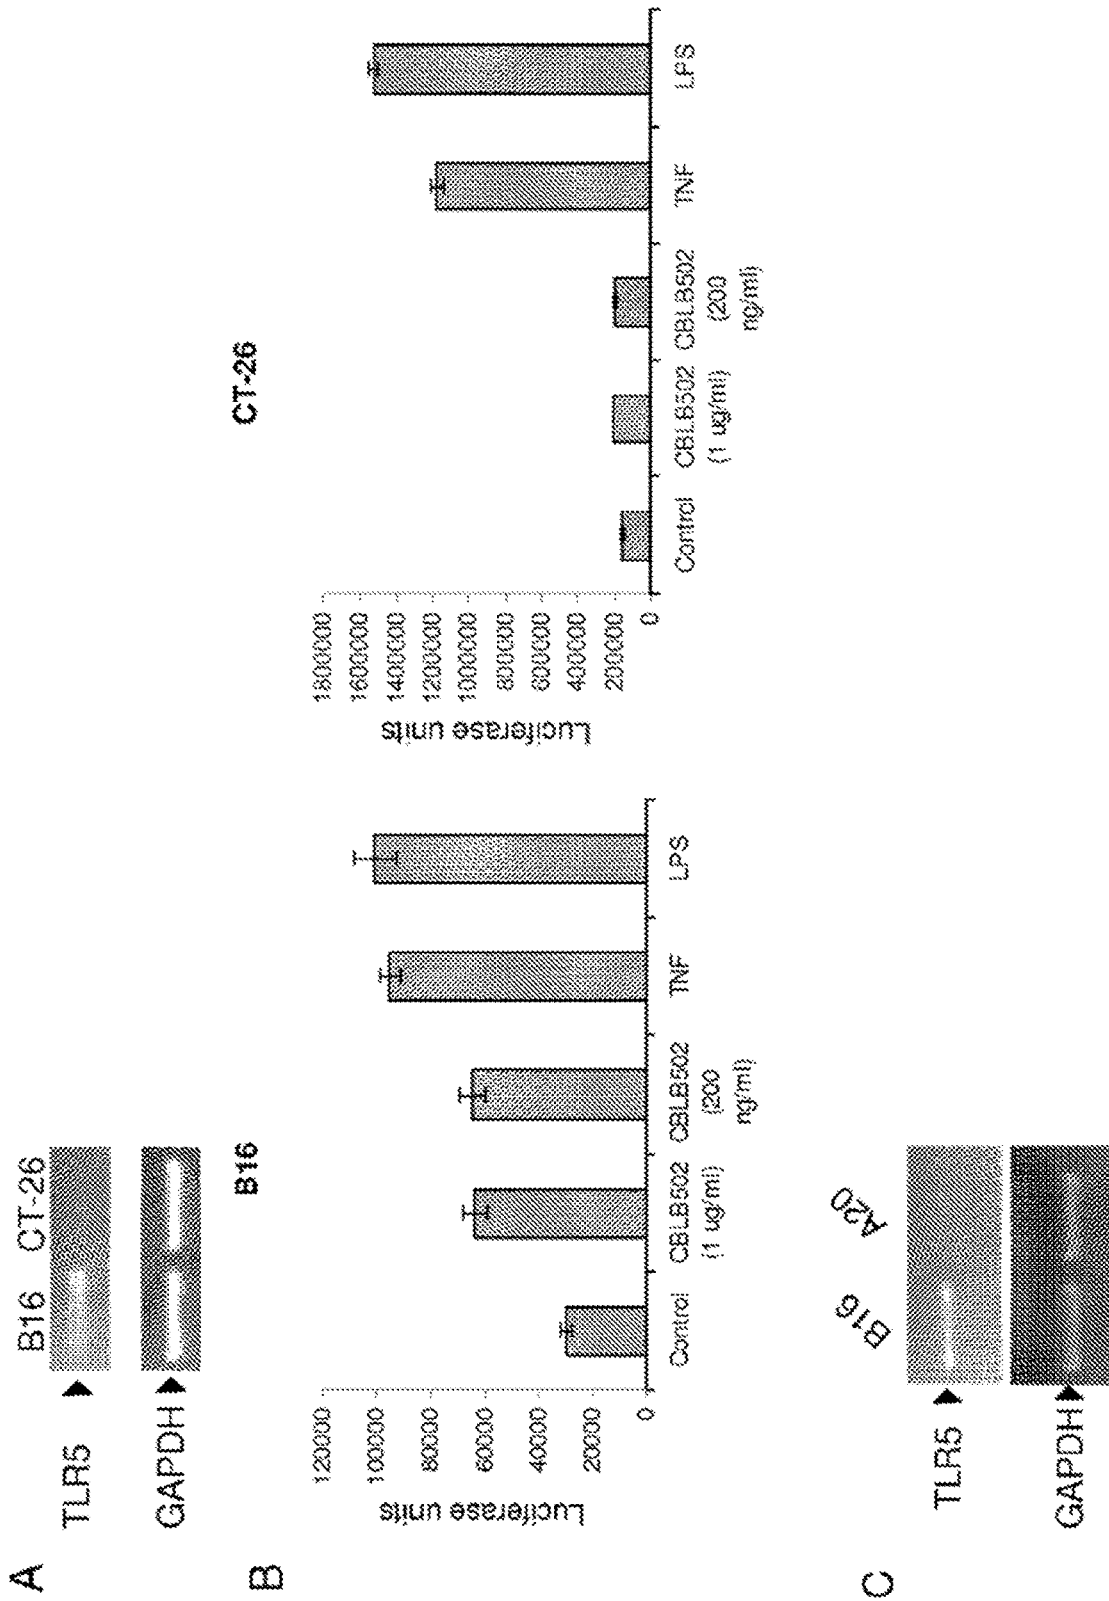 A
B16 CT-26
TLR5
GAPDH
B
B16
Luciferase units
120000
100000
80000
60000
40000
20000
0
Control
CBLB502
(1 ug/ml)
CBLB502
(200
ng/ml)
TNF
LPS
CT-26
Luciferase units
1800000
1600000
1400000
1200000
1000000
800000
600000
400000
200000
0
Control
CBLB502
(1 ug/ml)
CBLB502
(200
ng/ml)
TNF
LPS
C
B16 A20
TLR5
GAPDH